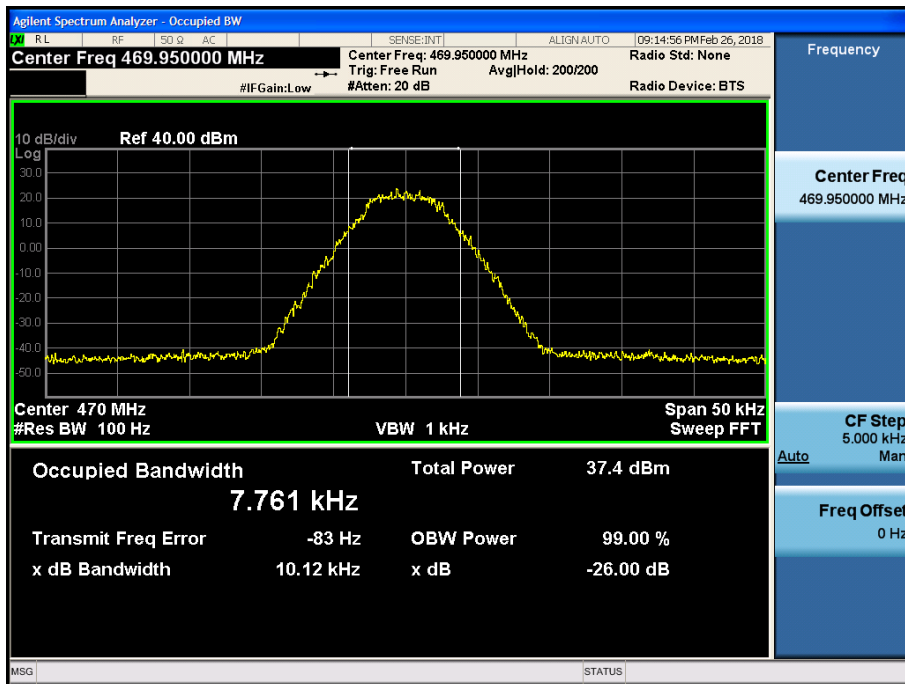 Agilent Spectrum Analyzer - Occupied BW
LXI RL RF 50 Ω AC SENSE:INT ALIGN AUTO 09:14:56 PM Feb 26, 2018
Center Freq 469.950000 MHz
Center Freq: 469.950000 MHz Radio Std: None
Trig: Free Run Avg|Hold: 200/200
#IFGain:Low #Atten: 20 dB Radio Device: BTS
10 dB/div Ref 40.00 dBm
Log
30.0
20.0
10.0
0.00
-10.0
-20.0
-30.0
-40.0
-50.0
Center 470 MHz Span 50 kHz
#Res BW 100 Hz VBW 1 kHz Sweep FFT
Occupied Bandwidth Total Power 37.4 dBm
7.761 kHz
Transmit Freq Error -83 Hz OBW Power 99.00 %
x dB Bandwidth 10.12 kHz x dB -26.00 dB
MSG STATUS
Frequency
Center Freq
469.950000 MHz
CF Step
5.000 kHz
Auto Man
Freq Offset
0 Hz